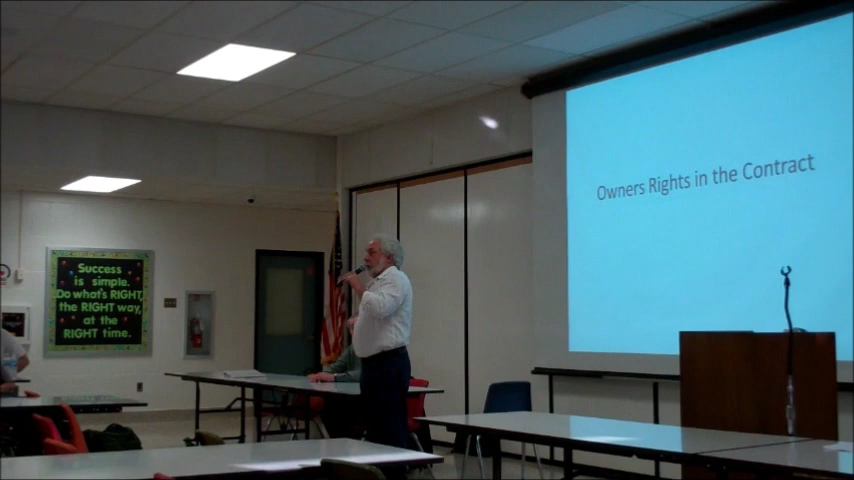 Owners Rights in the Contract
Success
is simple.
Do what's RIGHT,
the RIGHT way,
at the
RIGHT time.